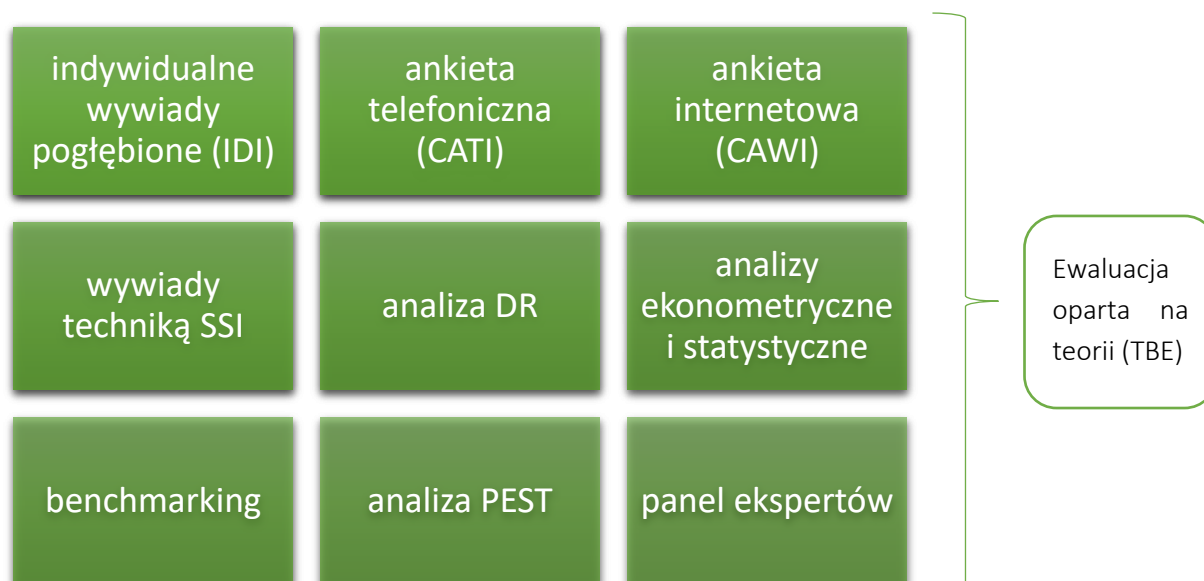 indywidualne
wywiady
pogłębione (IDI)
ankieta
telefoniczna
(CATI)
ankieta
internetowa
(CAWI)
wywiady
techniką SSI
analiza DR
analizy
ekonometryczne
i statystyczne
benchmarking
analiza PEST
panel ekspertów
Ewaluacja
oparta na
teorii (TBE)